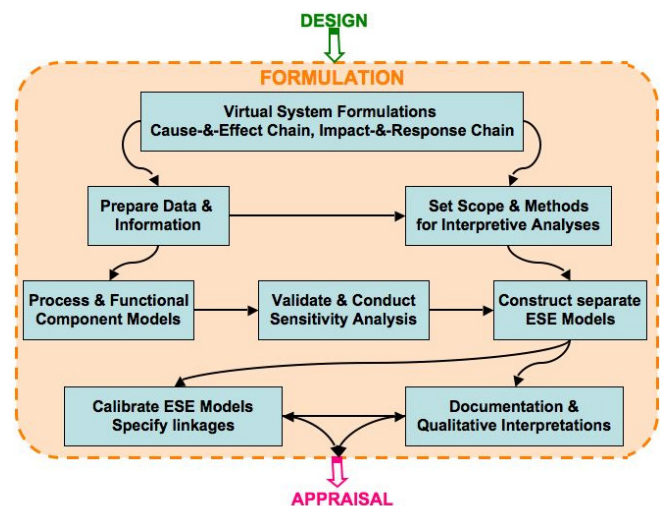 DESIGN
FORMULATION
Virtual System Formulations
Cause-&-Effect Chain, Impact-&-Response Chain
Prepare Data &
Information
Set Scope & Methods
for Interpretive Analyses
Process & Functional
Component Models
Validate & Conduct
Sensitivity Analysis
Construct separate
ESE Models
Calibrate ESE Models
Specify linkages
Documentation &
Qualitative Interpretations
APPRAISAL